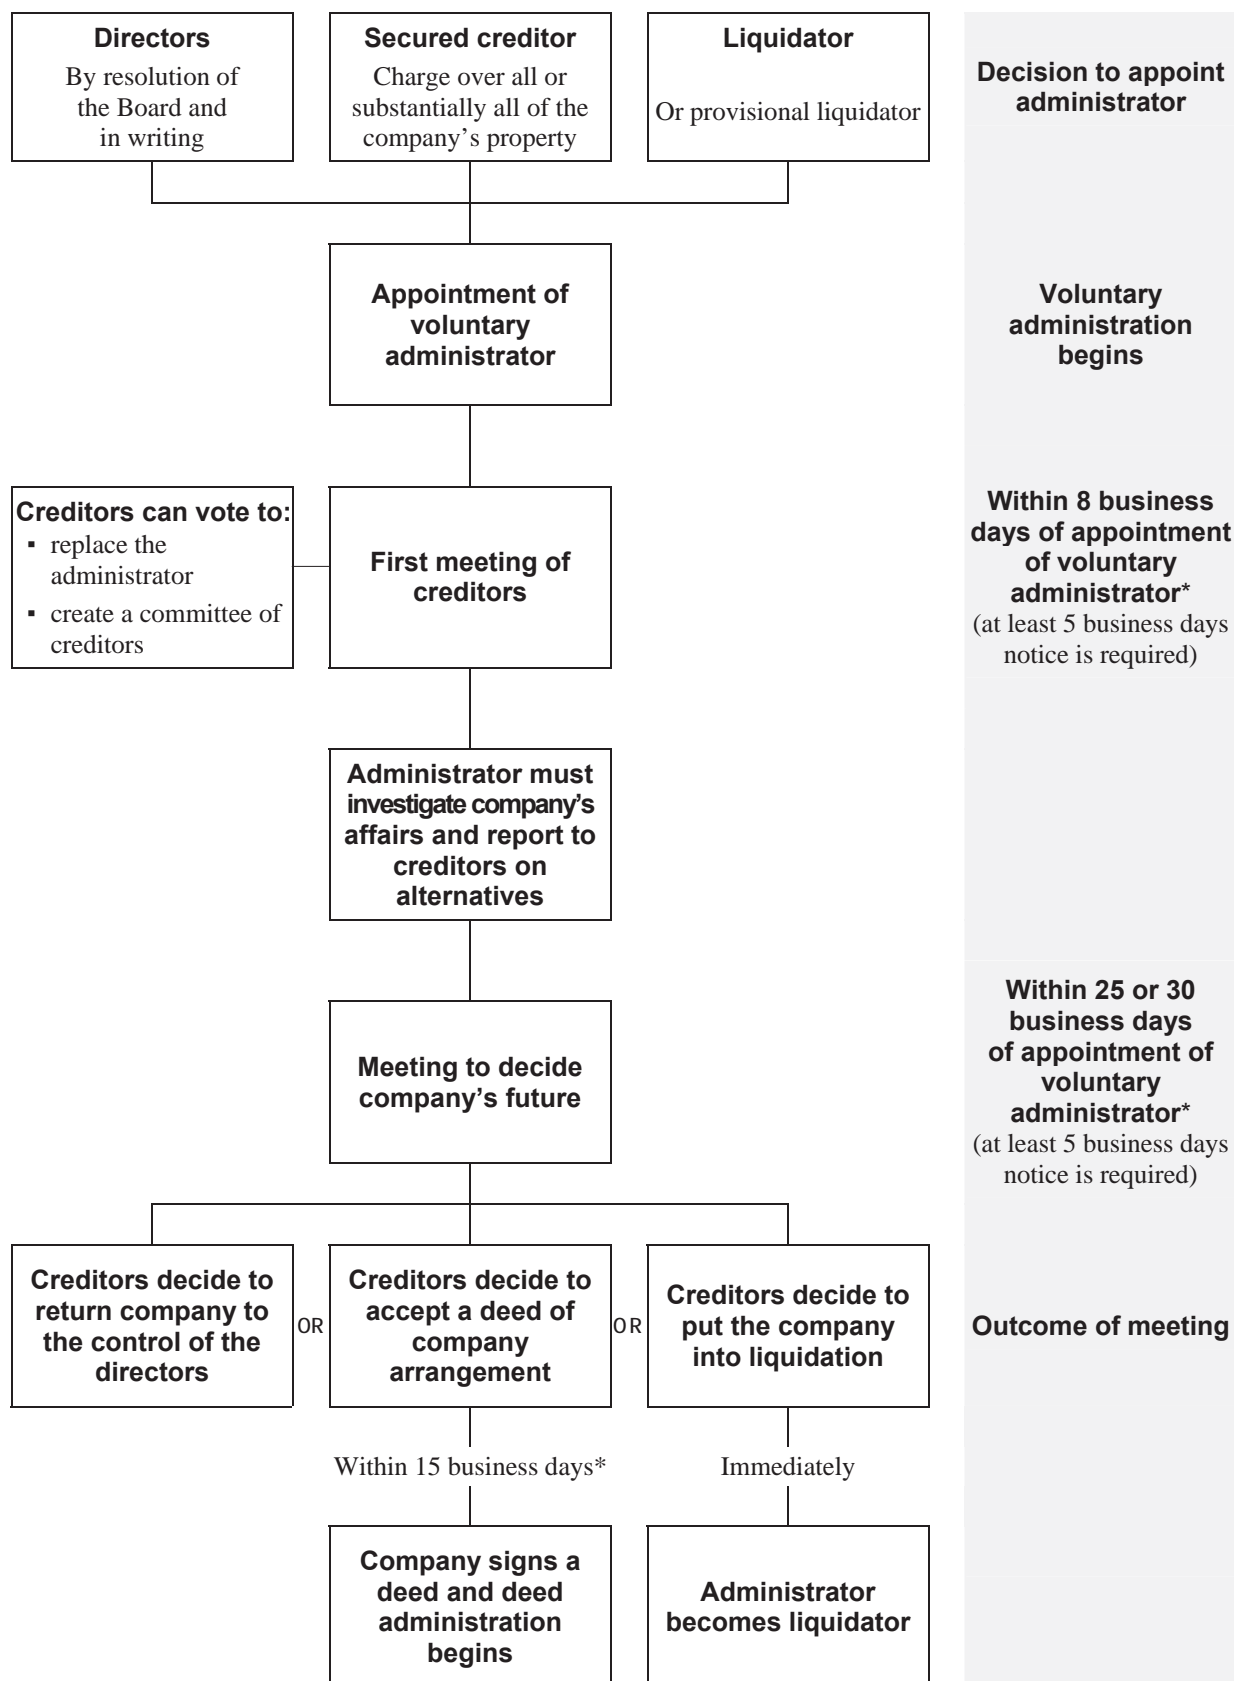 Directors
By resolution of
the Board and
in writing
Secured creditor
Charge over all or
substantially all of the
company’s property
Liquidator
Or provisional liquidator
Decision to appoint
administrator
Appointment of
voluntary
administrator
Voluntary
administration
begins
Creditors can vote to:
▪ replace the
administrator
▪ create a committee of
creditors
First meeting of
creditors
Within 8 business
days of appointment
of voluntary
administrator*
(at least 5 business days
notice is required)
Administrator must
investigate company’s
affairs and report to
creditors on
alternatives
Meeting to decide
company’s future
Within 25 or 30
business days
of appointment of
voluntary
administrator*
(at least 5 business days
notice is required)
Creditors decide to
return company to
the control of the
directors
OR
Creditors decide to
accept a deed of
company
arrangement
OR
Creditors decide to
put the company
into liquidation
Outcome of meeting
Within 15 business days*
Immediately
Company signs a
deed and deed
administration
begins
Administrator
becomes liquidator